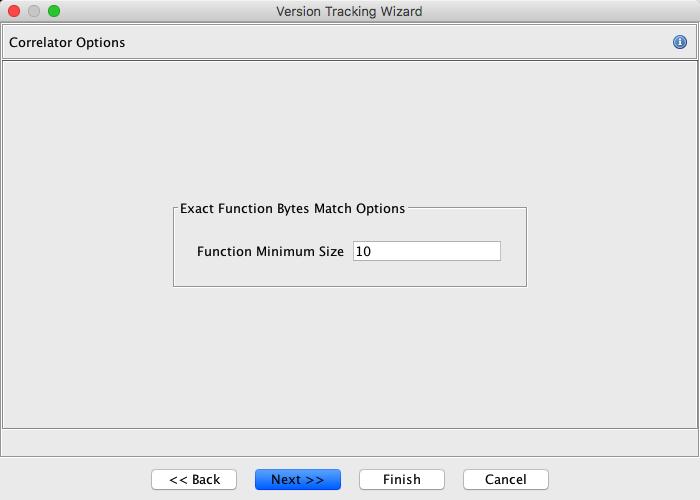 Version Tracking Wizard
Correlator Options
Exact Function Bytes Match Options
Function Minimum Size 10
<< Back Next >> Finish Cancel